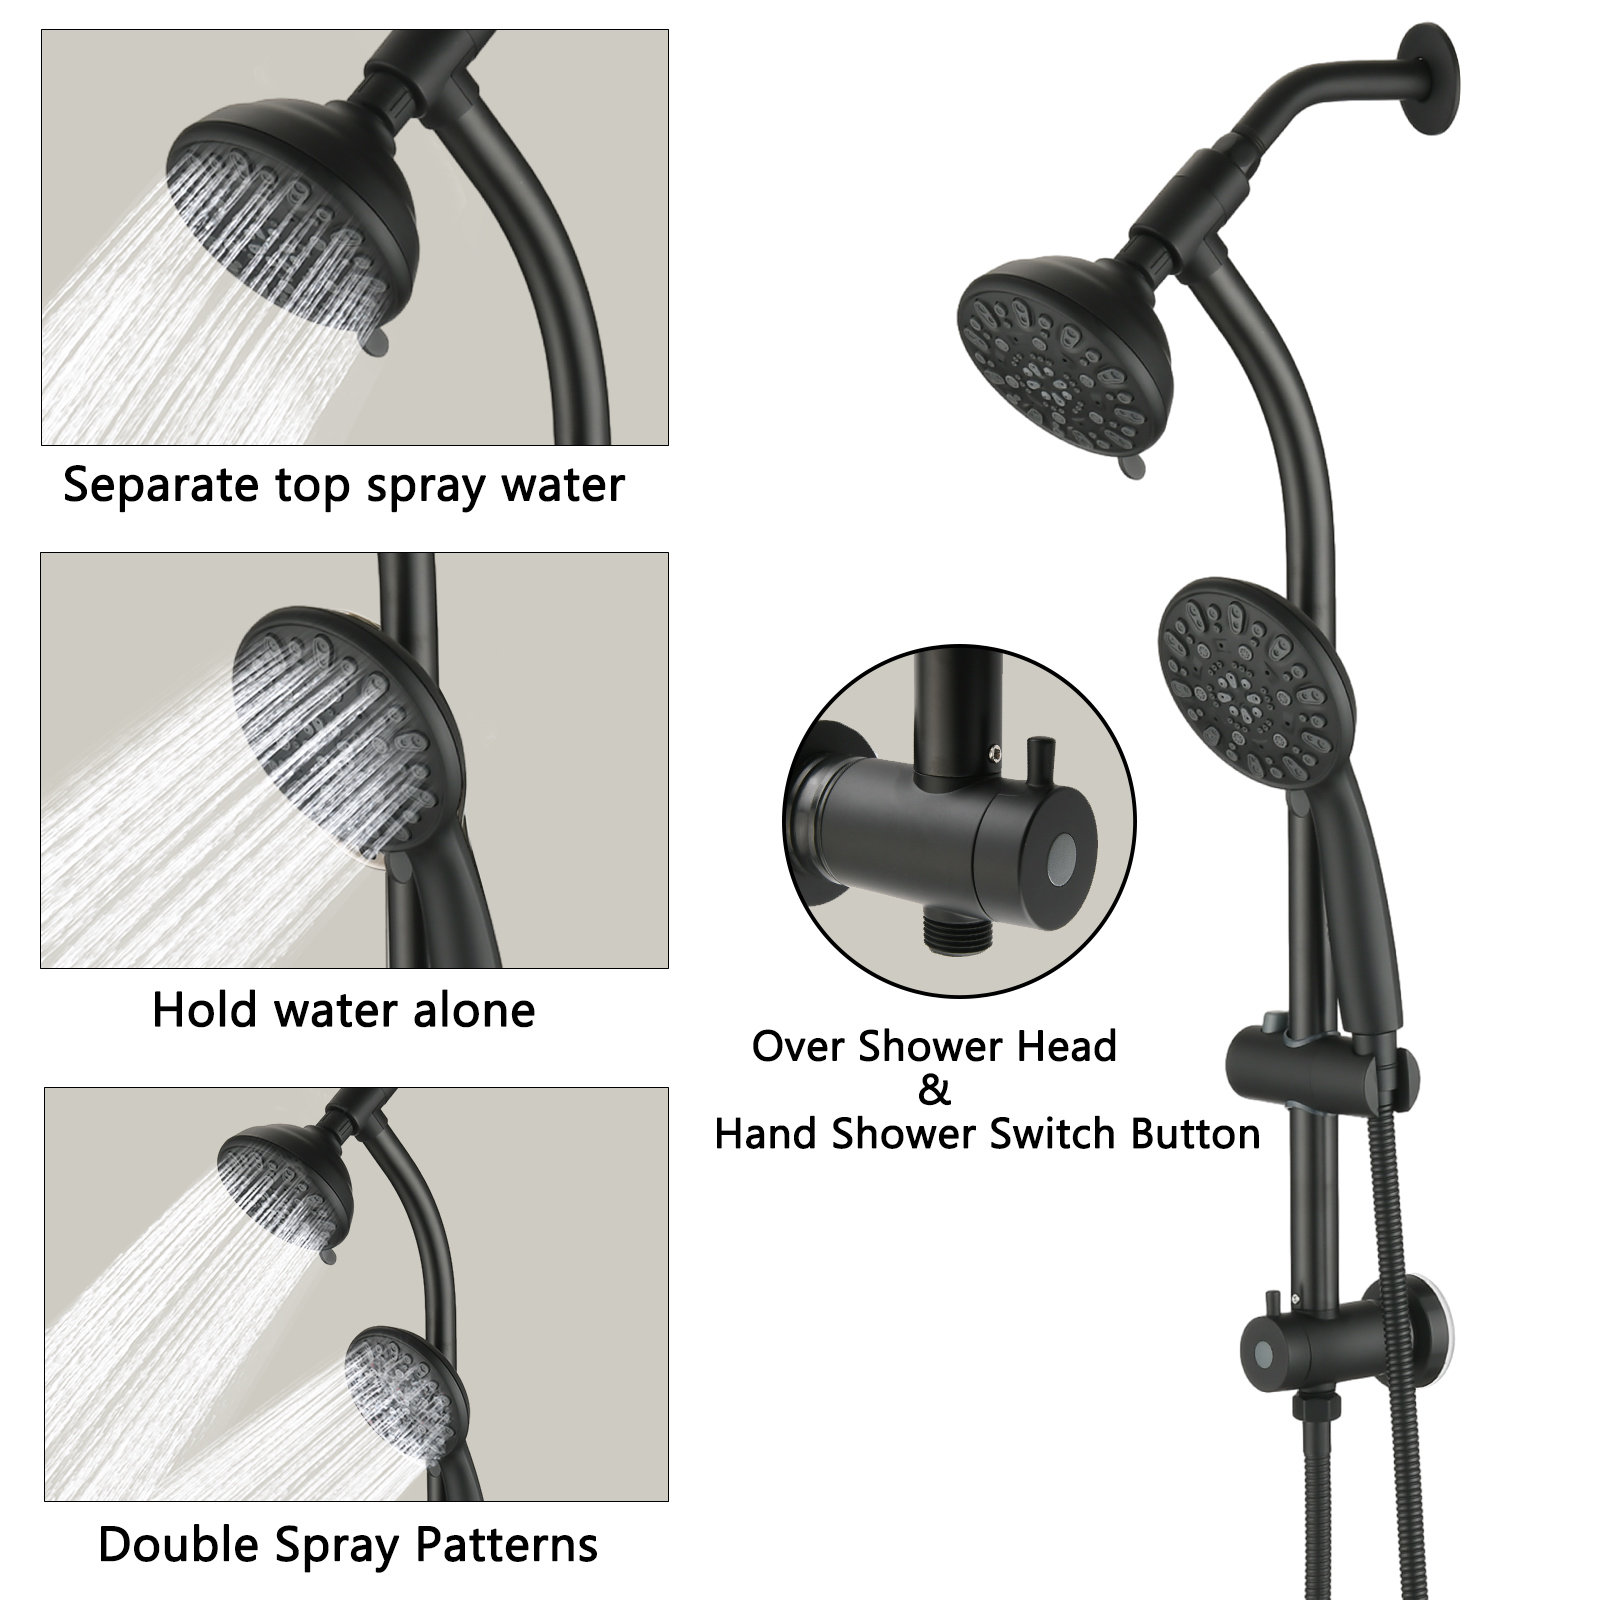 Separate top spray water
Hold water alone
Double Spray Patterns
Over Shower Head
&
Hand Shower Switch Button